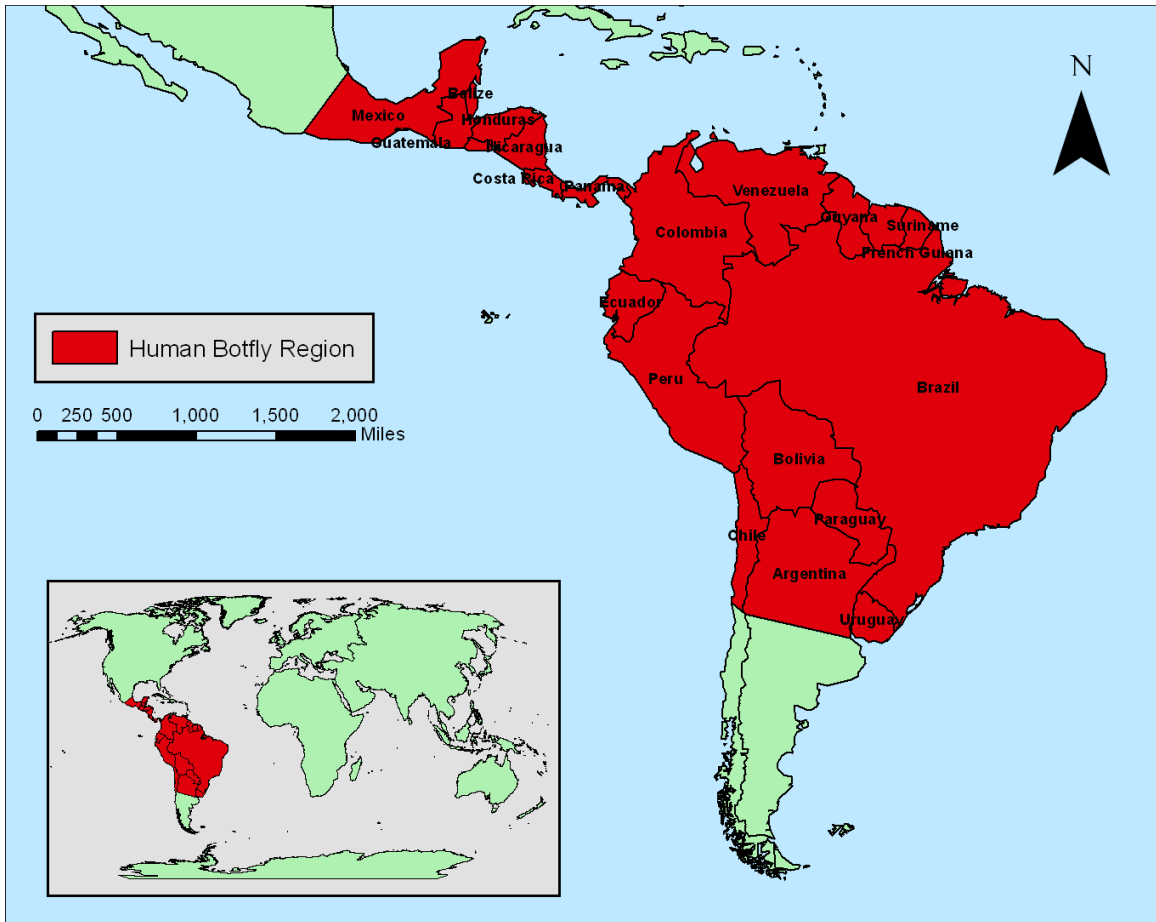 N
Belize
Mexico
Honduras
Guatemala
Nicaragua
Costa Rica
Panama
Venezuela
Guyana
Suriname
Colombia
French Guiana
Ecuador
Human Botfly Region
Peru
Brazil
0 250 500 1,000 1,500 2,000
Miles
Bolivia
Paraguay
Chile
Argentina
Uruguay